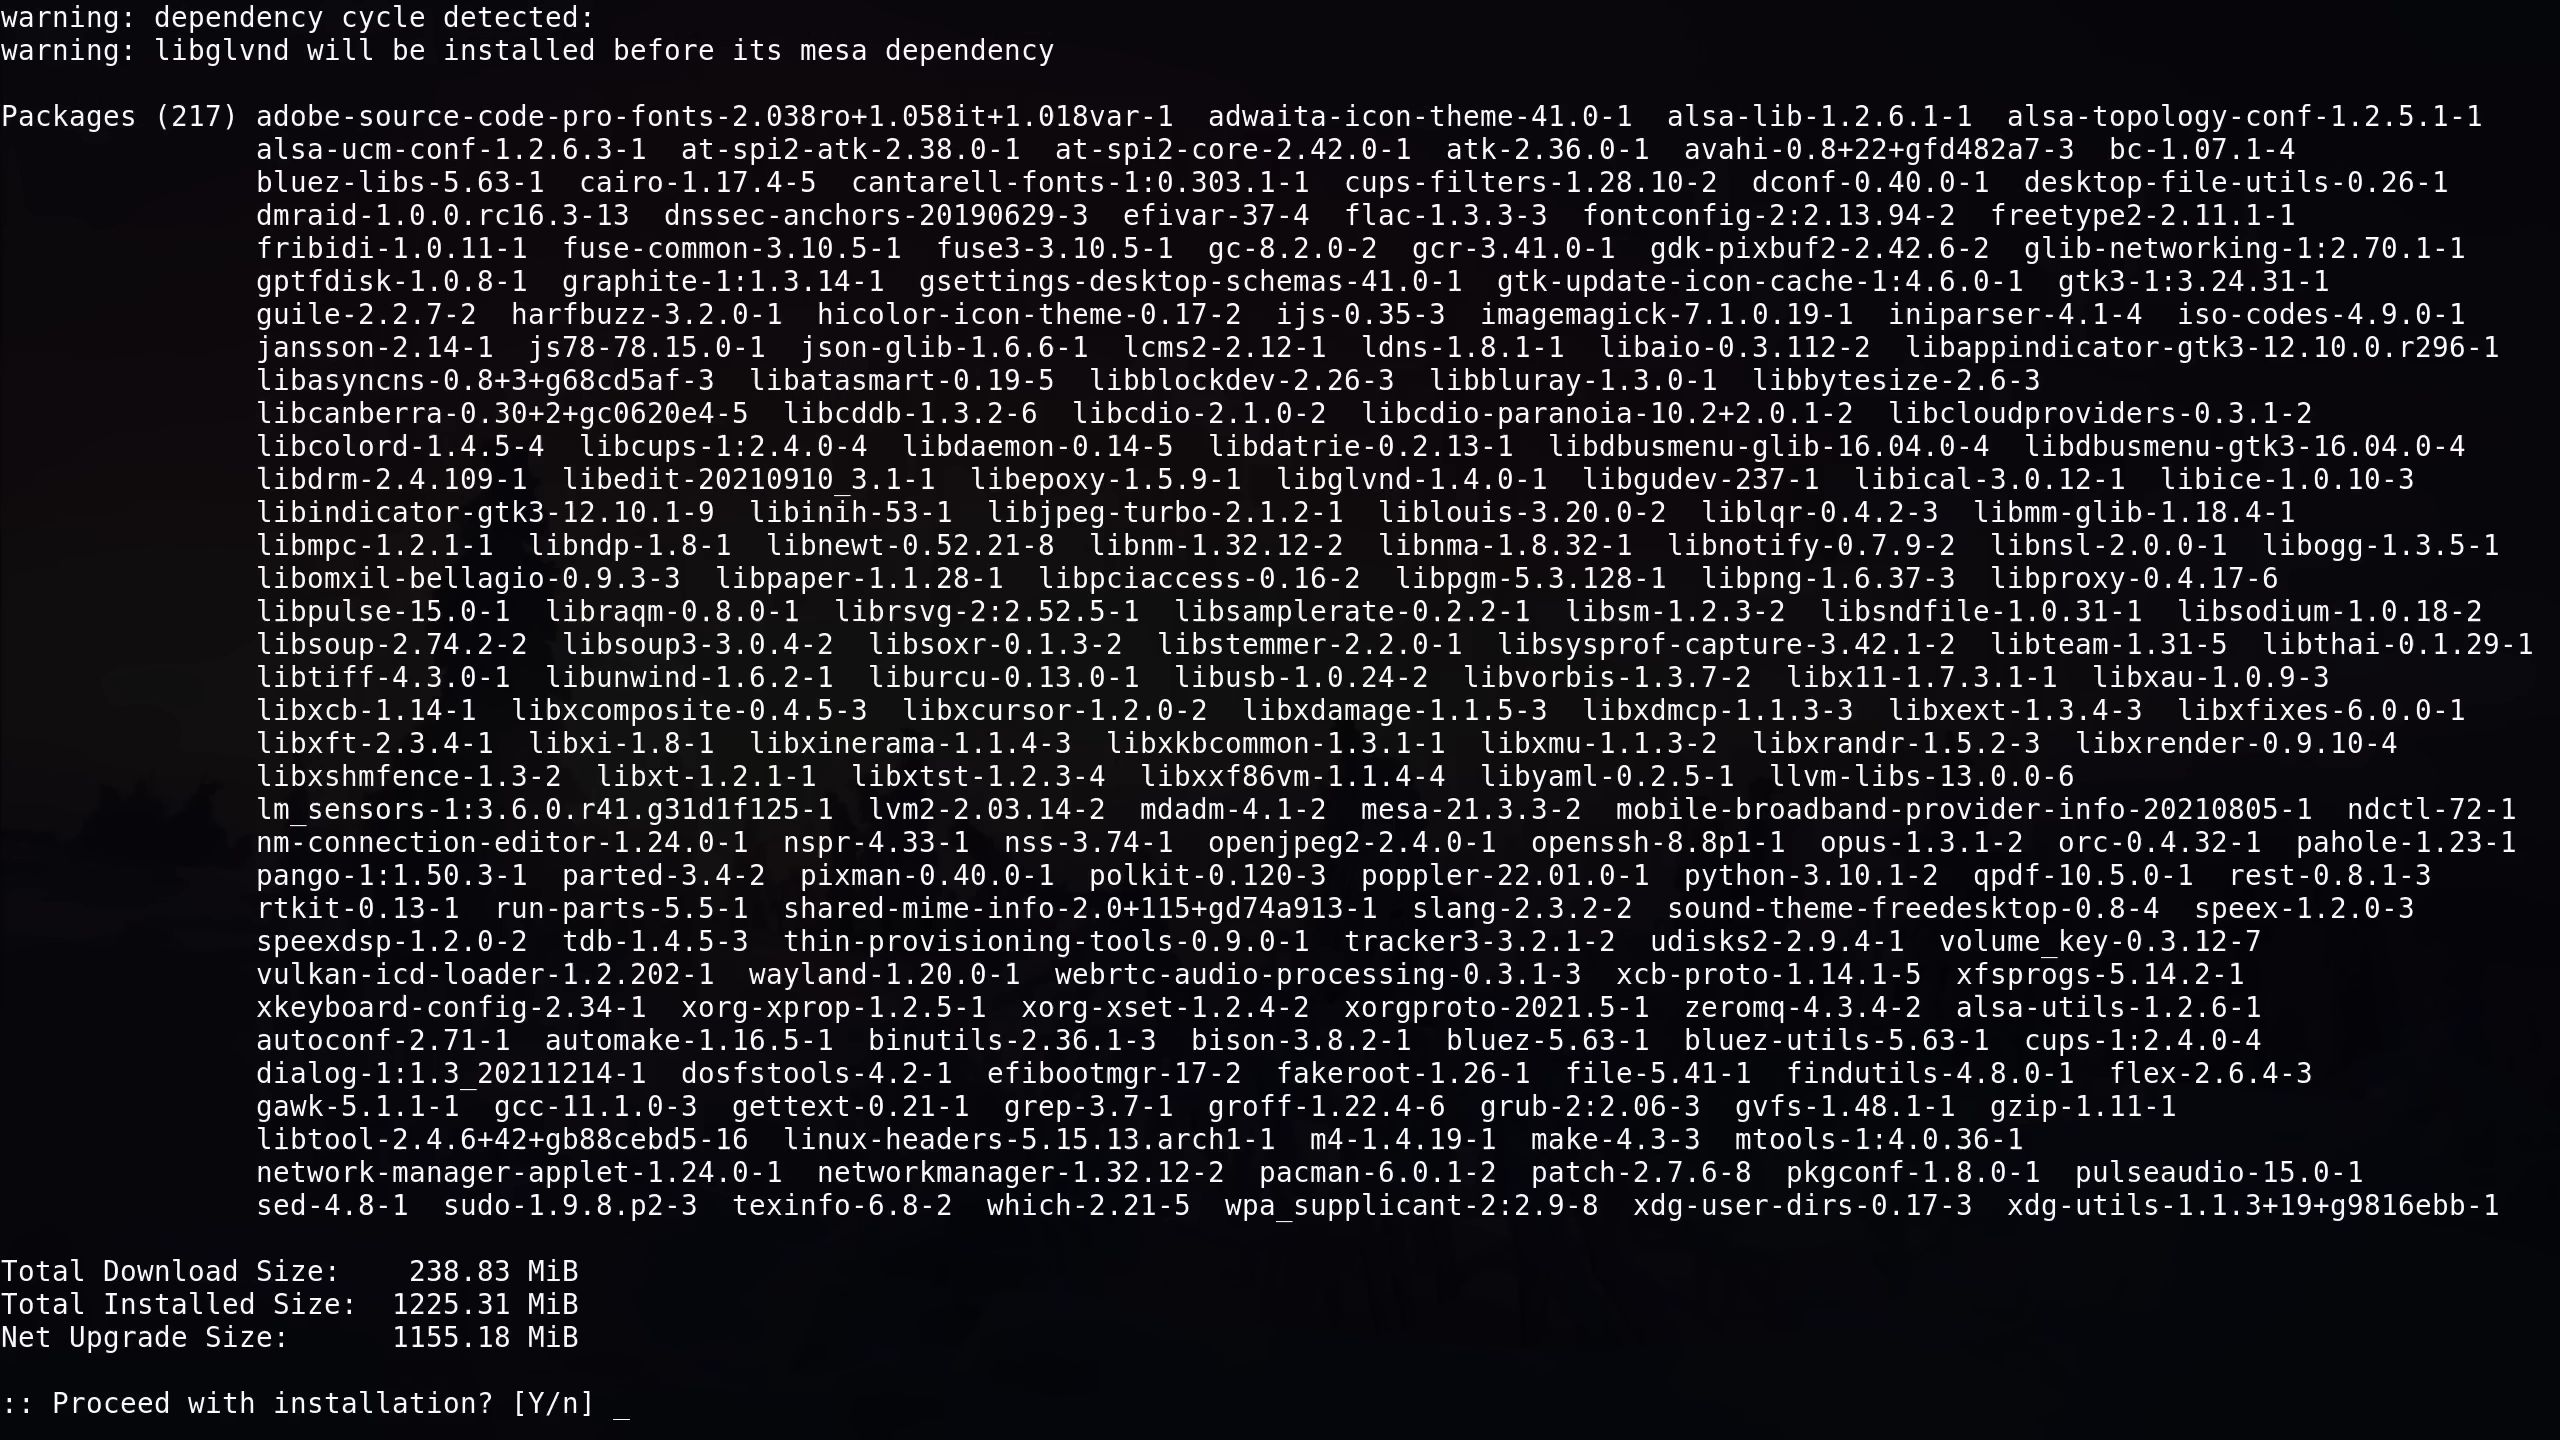 warning: dependency cycle detected:
warning: libglvnd will be installed before its mesa dependency
Packages (217) adobe-source-code-pro-fonts-2.038ro+1.058it+1.018var-1  adwaita-icon-theme-41.0-1  alsa-lib-1.2.6.1-1  alsa-topology-conf-1.2.5.1-1
alsa-ucm-conf-1.2.6.3-1  at-spi2-atk-2.38.0-1  at-spi2-core-2.42.0-1  atk-2.36.0-1  avahi-0.8+22+gfd482a7-3  bc-1.07.1-4
bluez-libs-5.63-1  cairo-1.17.4-5  cantarell-fonts-1:0.303.1-1  cups-filters-1.28.10-2  dconf-0.40.0-1  desktop-file-utils-0.26-1
dmraid-1.0.0.rc16.3-13  dnssec-anchors-20190629-3  efivar-37-4  flac-1.3.3-3  fontconfig-2:2.13.94-2  freetype2-2.11.1-1
fribidi-1.0.11-1  fuse-common-3.10.5-1  fuse3-3.10.5-1  gc-8.2.0-2  gcr-3.41.0-1  gdk-pixbuf2-2.42.6-2  glib-networking-1:2.70.1-1
gptfdisk-1.0.8-1  graphite-1:1.3.14-1  gsettings-desktop-schemas-41.0-1  gtk-update-icon-cache-1:4.6.0-1  gtk3-1:3.24.31-1
guile-2.2.7-2  harfbuzz-3.2.0-1  hicolor-icon-theme-0.17-2  ijs-0.35-3  imagemagick-7.1.0.19-1  iniparser-4.1-4  iso-codes-4.9.0-1
jansson-2.14-1  js78-78.15.0-1  json-glib-1.6.6-1  lcms2-2.12-1  ldns-1.8.1-1  libaio-0.3.112-2  libappindicator-gtk3-12.10.0.r296-1
libasyncns-0.8+3+g68cd5af-3  libatasmart-0.19-5  libblockdev-2.26-3  libbluray-1.3.0-1  libbytesize-2.6-3
libcanberra-0.30+2+gc0620e4-5  libcddb-1.3.2-6  libcdio-2.1.0-2  libcdio-paranoia-10.2+2.0.1-2  libcloudproviders-0.3.1-2
libcolord-1.4.5-4  libcups-1:2.4.0-4  libdaemon-0.14-5  libdatrie-0.2.13-1  libdbusmenu-glib-16.04.0-4  libdbusmenu-gtk3-16.04.0-4
libdrm-2.4.109-1  libedit-20210910_3.1-1  libepoxy-1.5.9-1  libglvnd-1.4.0-1  libgudev-237-1  libical-3.0.12-1  libice-1.0.10-3
libindicator-gtk3-12.10.1-9  libinih-53-1  libjpeg-turbo-2.1.2-1  liblouis-3.20.0-2  liblqr-0.4.2-3  libmm-glib-1.18.4-1
libmpc-1.2.1-1  libndp-1.8-1  libnewt-0.52.21-8  libnm-1.32.12-2  libnma-1.8.32-1  libnotify-0.7.9-2  libnsl-2.0.0-1  libogg-1.3.5-1
libomxil-bellagio-0.9.3-3  libpaper-1.1.28-1  libpciaccess-0.16-2  libpgm-5.3.128-1  libpng-1.6.37-3  libproxy-0.4.17-6
libpulse-15.0-1  libraqm-0.8.0-1  librsvg-2:2.52.5-1  libsamplerate-0.2.2-1  libsm-1.2.3-2  libsndfile-1.0.31-1  libsodium-1.0.18-2
libsoup-2.74.2-2  libsoup3-3.0.4-2  libsoxr-0.1.3-2  libstemmer-2.2.0-1  libsysprof-capture-3.42.1-2  libteam-1.31-5  libthai-0.1.29-1
libtiff-4.3.0-1  libunwind-1.6.2-1  liburcu-0.13.0-1  libusb-1.0.24-2  libvorbis-1.3.7-2  libx11-1.7.3.1-1  libxau-1.0.9-3
libxcb-1.14-1  libxcomposite-0.4.5-3  libxcursor-1.2.0-2  libxdamage-1.1.5-3  libxdmcp-1.1.3-3  libxext-1.3.4-3  libxfixes-6.0.0-1
libxft-2.3.4-1  libxi-1.8-1  libxinerama-1.1.4-3  libxkbcommon-1.3.1-1  libxmu-1.1.3-2  libxrandr-1.5.2-3  libxrender-0.9.10-4
libxshmfence-1.3-2  libxt-1.2.1-1  libxtst-1.2.3-4  libxxf86vm-1.1.4-4  libyaml-0.2.5-1  llvm-libs-13.0.0-6
lm_sensors-1:3.6.0.r41.g31d1f125-1  lvm2-2.03.14-2  mdadm-4.1-2  mesa-21.3.3-2  mobile-broadband-provider-info-20210805-1  ndctl-72-1
nm-connection-editor-1.24.0-1  nspr-4.33-1  nss-3.74-1  openjpeg2-2.4.0-1  openssh-8.8p1-1  opus-1.3.1-2  orc-0.4.32-1  pahole-1.23-1
pango-1:1.50.3-1  parted-3.4-2  pixman-0.40.0-1  polkit-0.120-3  poppler-22.01.0-1  python-3.10.1-2  qpdf-10.5.0-1  rest-0.8.1-3
rtkit-0.13-1  run-parts-5.5-1  shared-mime-info-2.0+115+gd74a913-1  slang-2.3.2-2  sound-theme-freedesktop-0.8-4  speex-1.2.0-3
speexdsp-1.2.0-2  tdb-1.4.5-3  thin-provisioning-tools-0.9.0-1  tracker3-3.2.1-2  udisks2-2.9.4-1  volume_key-0.3.12-7
vulkan-icd-loader-1.2.202-1  wayland-1.20.0-1  webrtc-audio-processing-0.3.1-3  xcb-proto-1.14.1-5  xfsprogs-5.14.2-1
xkeyboard-config-2.34-1  xorg-xprop-1.2.5-1  xorg-xset-1.2.4-2  xorgproto-2021.5-1  zeromq-4.3.4-2  alsa-utils-1.2.6-1
autoconf-2.71-1  automake-1.16.5-1  binutils-2.36.1-3  bison-3.8.2-1  bluez-5.63-1  bluez-utils-5.63-1  cups-1:2.4.0-4
dialog-1:1.3_20211214-1  dosfstools-4.2-1  efibootmgr-17-2  fakeroot-1.26-1  file-5.41-1  findutils-4.8.0-1  flex-2.6.4-3
gawk-5.1.1-1  gcc-11.1.0-3  gettext-0.21-1  grep-3.7-1  groff-1.22.4-6  grub-2:2.06-3  gvfs-1.48.1-1  gzip-1.11-1
libtool-2.4.6+42+gb88cebd5-16  linux-headers-5.15.13.arch1-1  m4-1.4.19-1  make-4.3-3  mtools-1:4.0.36-1
network-manager-applet-1.24.0-1  networkmanager-1.32.12-2  pacman-6.0.1-2  patch-2.7.6-8  pkgconf-1.8.0-1  pulseaudio-15.0-1
sed-4.8-1  sudo-1.9.8.p2-3  texinfo-6.8-2  which-2.21-5  wpa_supplicant-2:2.9-8  xdg-user-dirs-0.17-3  xdg-utils-1.1.3+19+g9816ebb-1
Total Download Size:    238.83 MiB
Total Installed Size:  1225.31 MiB
Net Upgrade Size:      1155.18 MiB
:: Proceed with installation? [Y/n] _